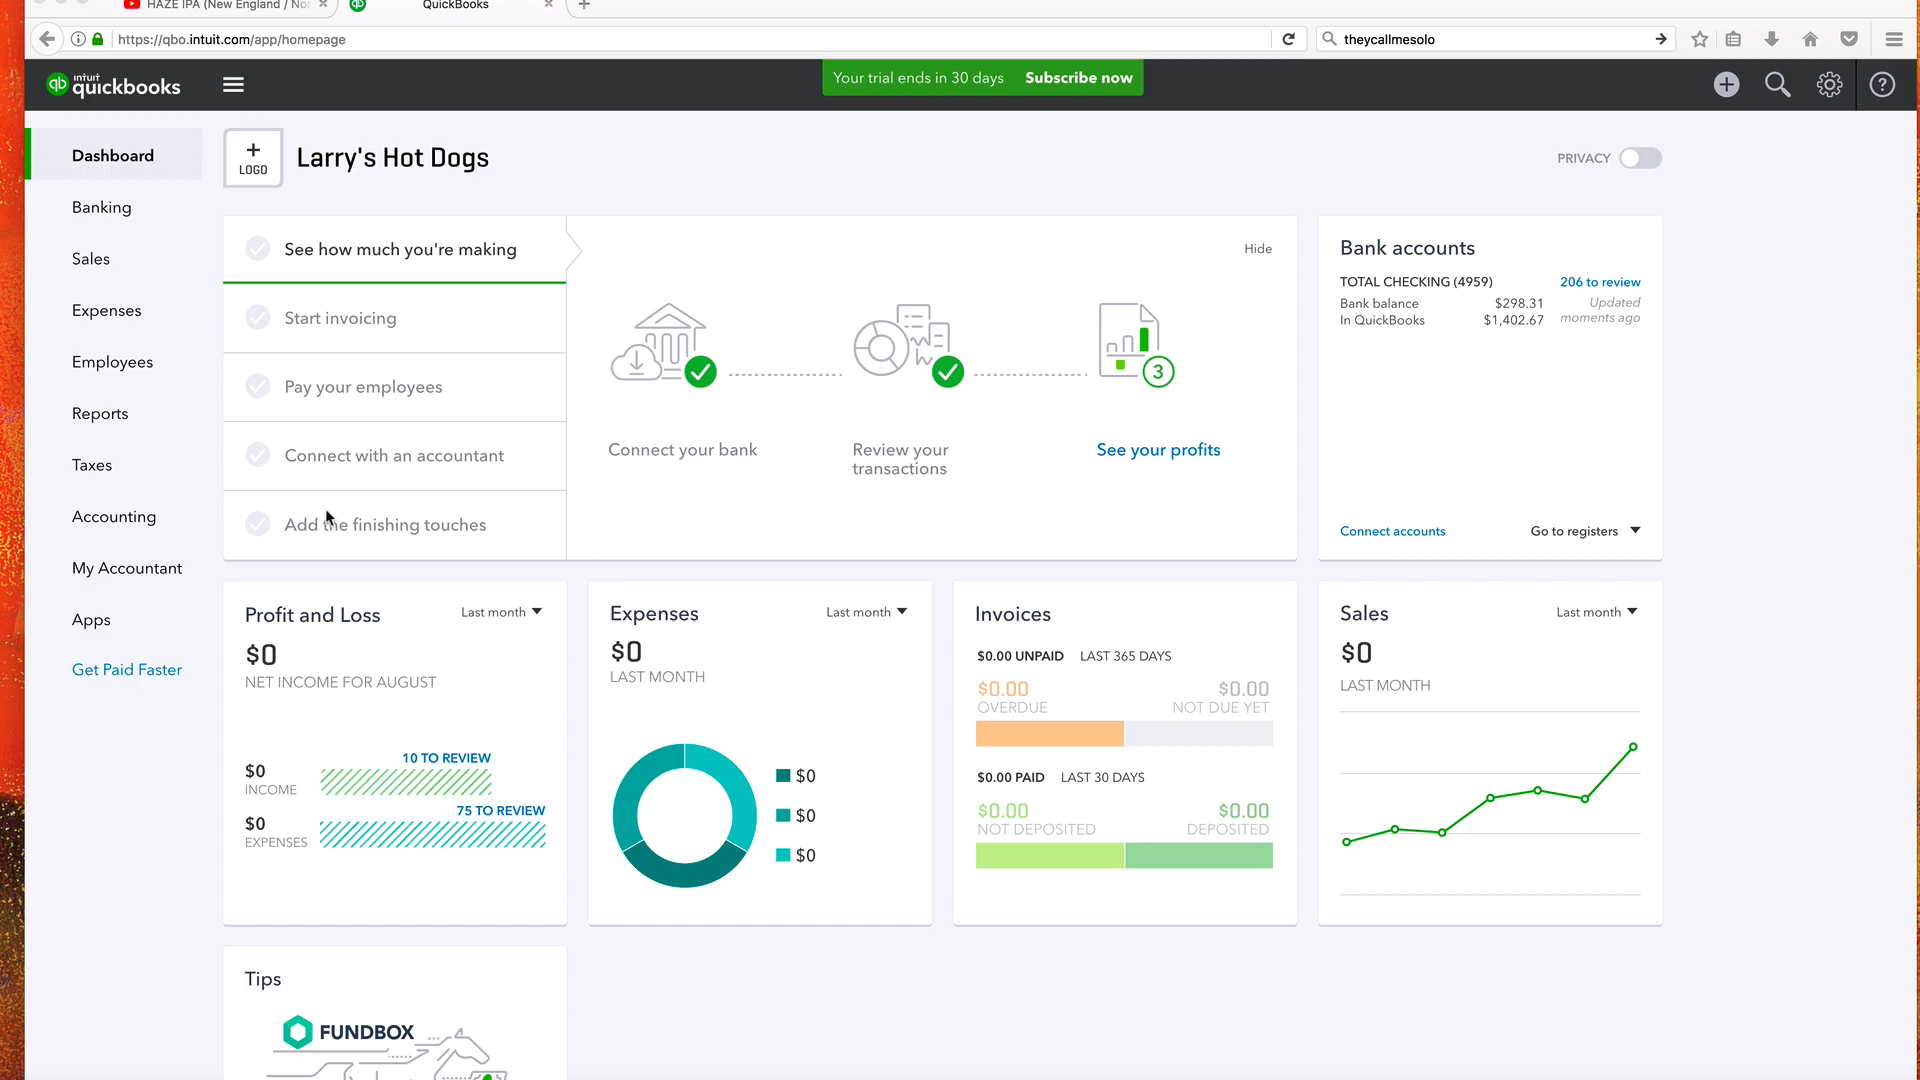 HAZE IPA (New England / Nor
QuickBooks
https://qbo.intuit.com/app/homepage
theycallmesolo
intuit
quickbooks
Your trial ends in 30 days Subscribe now
Dashboard
Banking
Sales
Expenses
Employees
Reports
Taxes
Accounting
My Accountant
Apps
Get Paid Faster
+
LOGO
Larry's Hot Dogs
PRIVACY
See how much you're making
Start invoicing
Pay your employees
Connect with an accountant
Add the finishing touches
Hide
3
Connect your bank
Review your
transactions
See your profits
Bank accounts
TOTAL CHECKING (4959) 206 to review
Bank balance $298.31 Updated
In QuickBooks $1,402.67 moments ago
Connect accounts Go to registers
Profit and Loss Last month
$0
NET INCOME FOR AUGUST
10 TO REVIEW
$0
INCOME
75 TO REVIEW
$0
EXPENSES
Expenses Last month
$0
LAST MONTH
$0
$0
$0
Invoices
$0.00 UNPAID LAST 365 DAYS
$0.00 $0.00
OVERDUE NOT DUE YET
$0.00 PAID LAST 30 DAYS
$0.00 $0.00
NOT DEPOSITED DEPOSITED
Sales Last month
$0
LAST MONTH
Tips
FUNDBOX